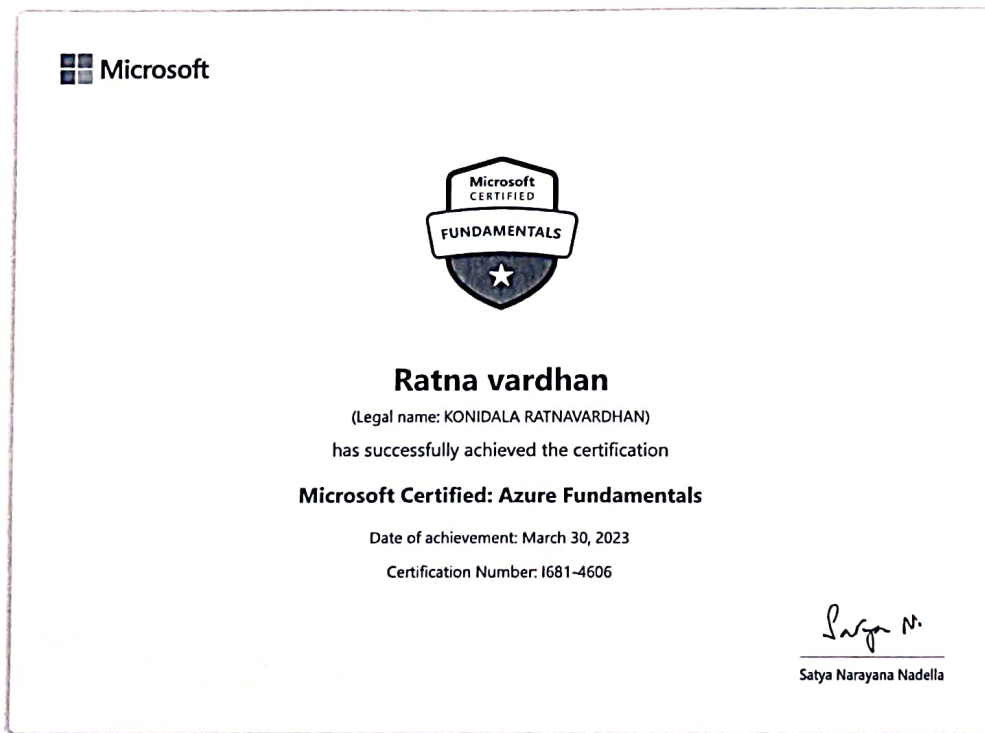 Microsoft
Microsoft
CERTIFIED
FUNDAMENTALS
Ratna vardhan
(Legal name: KONIDALA RATNAVARDHAN)
has successfully achieved the certification
Microsoft Certified: Azure Fundamentals
Date of achievement: March 30, 2023
Certification Number: I681-4606
Satya N.
Satya Narayana Nadella